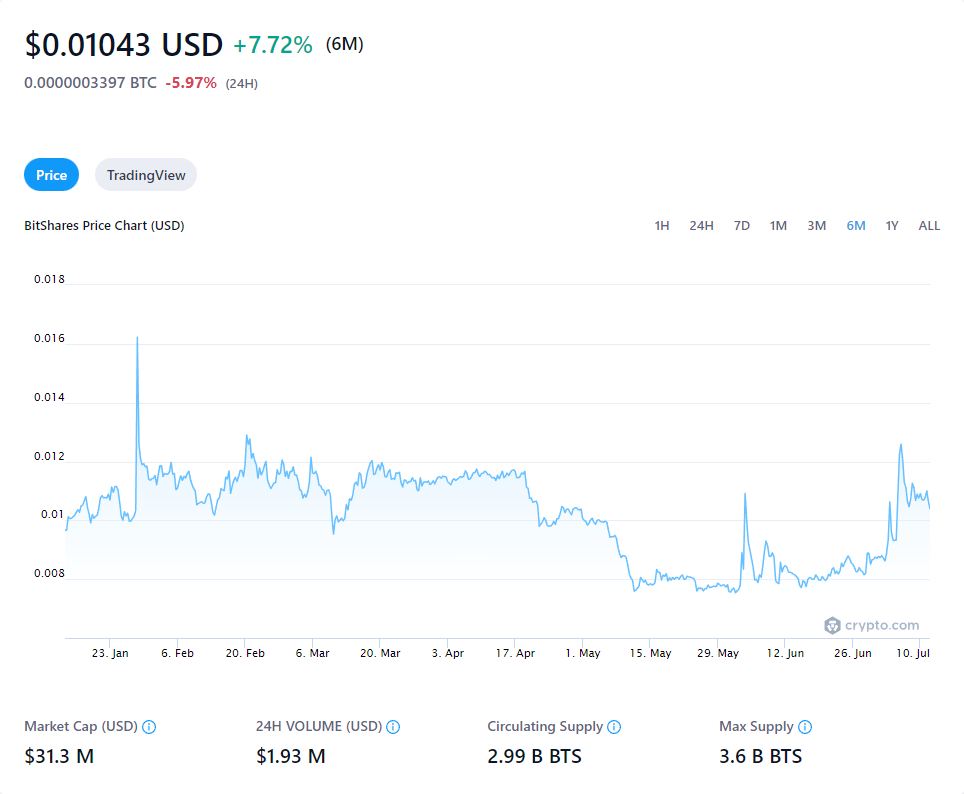 $0.01043 USD +7.72% (6M)
0.0000003397 BTC -5.97% (24H)
Price TradingView
BitShares Price Chart (USD) 1H 24H 7D 1M 3M 6M 1Y ALL
0.018
0.016
0.014
0.012
0.01
0.008
crypto.com
23. Jan 6. Feb 20. Feb 6. Mar 20. Mar 3. Apr 17. Apr 1. May 15. May 29. May 12. Jun 26. Jun 10. Jul
Market Cap (USD) 24H VOLUME (USD) Circulating Supply Max Supply
$31.3 M $1.93 M 2.99 B BTS 3.6 B BTS